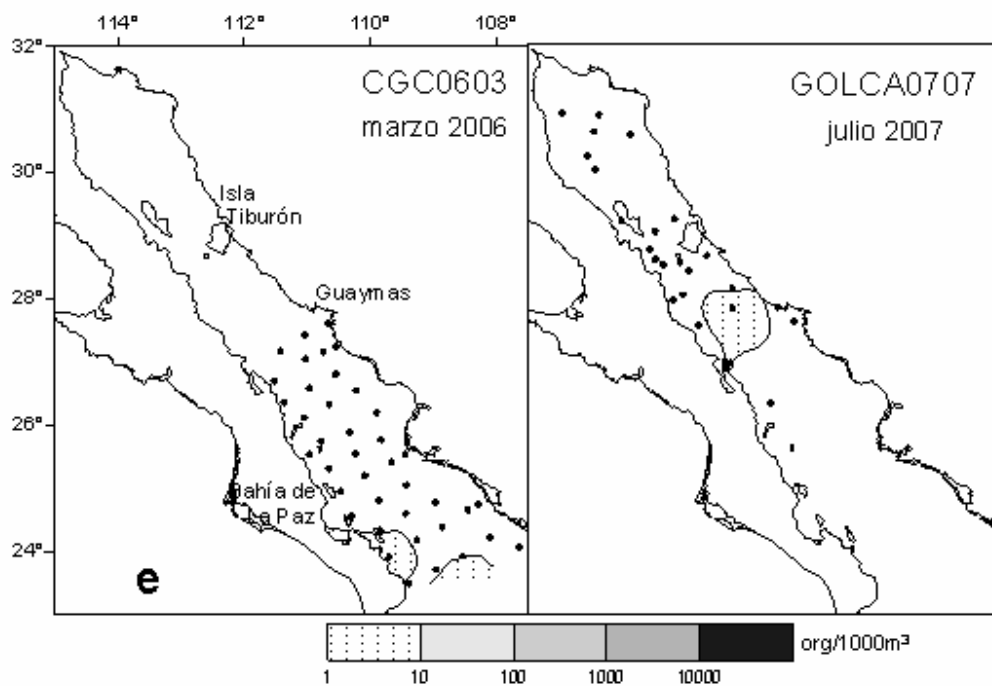 114° 112° 110° 108°
32°
CGC0603
marzo 2006
GOLCA0707
julio 2007
30°
Isla
Tiburón
Guaymas
28°
26°
Bahía de
La Paz
24°
e
org/1000m³
1 10 100 1000 10000